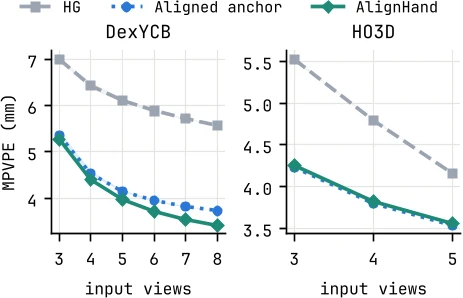 HG Aligned anchor AlignHand
DexYCB HO3D
MPVPE (mm)
7
6
5
4
3 4 5 6 7 8
input views
5.5
5.0
4.5
4.0
3.5
3 4 5
input views